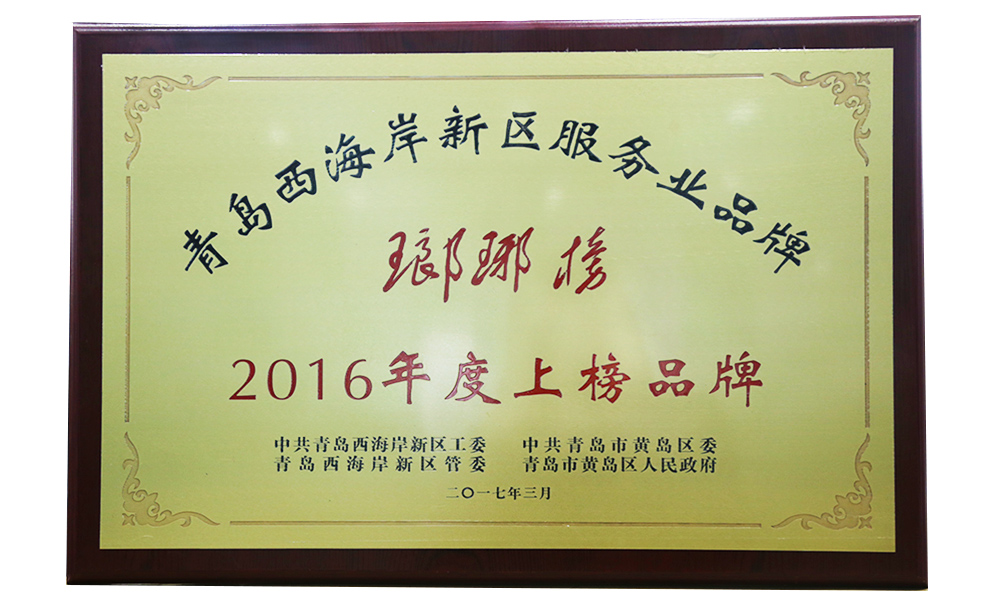 青岛西海岸新区服务业品牌
琅琊榜
2016年度上榜品牌
中共青岛西海岸新区工委 中共青岛市黄岛区委
青岛西海岸新区管委 青岛市黄岛区人民政府
二〇一七年三月